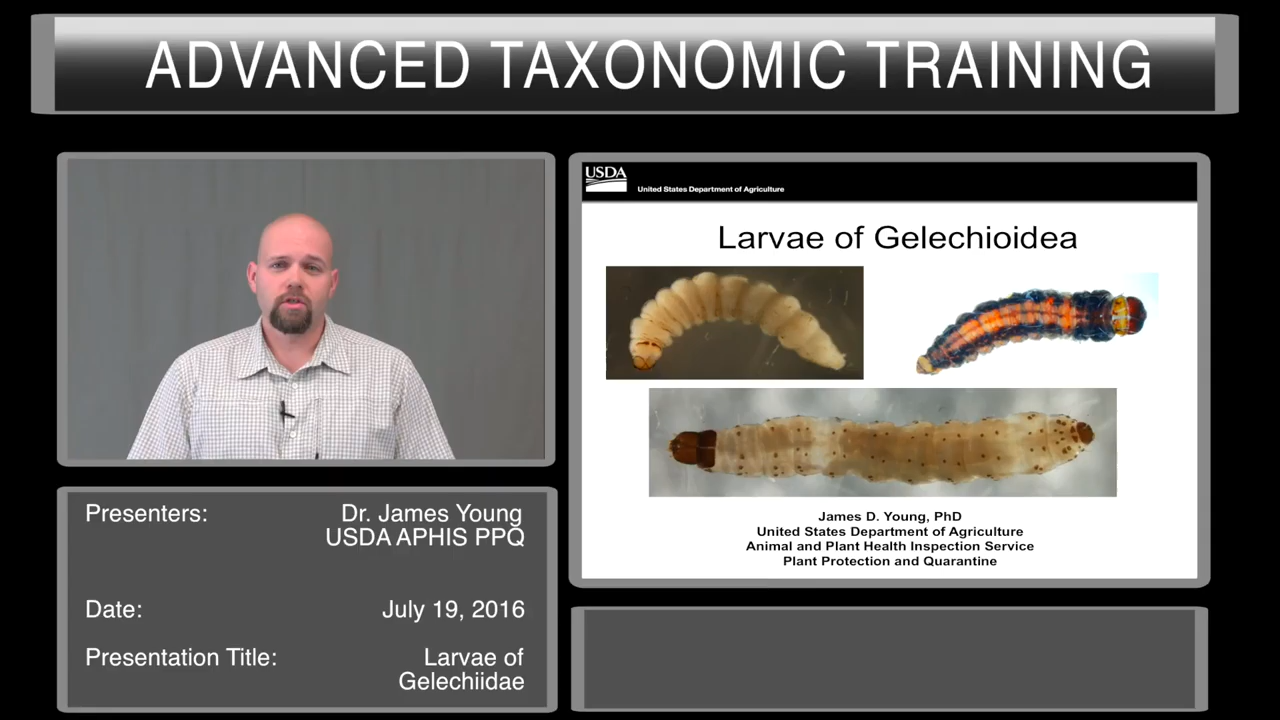 ADVANCED TAXONOMIC TRAINING
USDA
United States Department of Agriculture
Larvae of Gelechioidea
James D. Young, PhD
United States Department of Agriculture
Animal and Plant Health Inspection Service
Plant Protection and Quarantine
Presenters: Dr. James Young
USDA APHIS PPQ
Date: July 19, 2016
Presentation Title: Larvae of
Gelechiidae